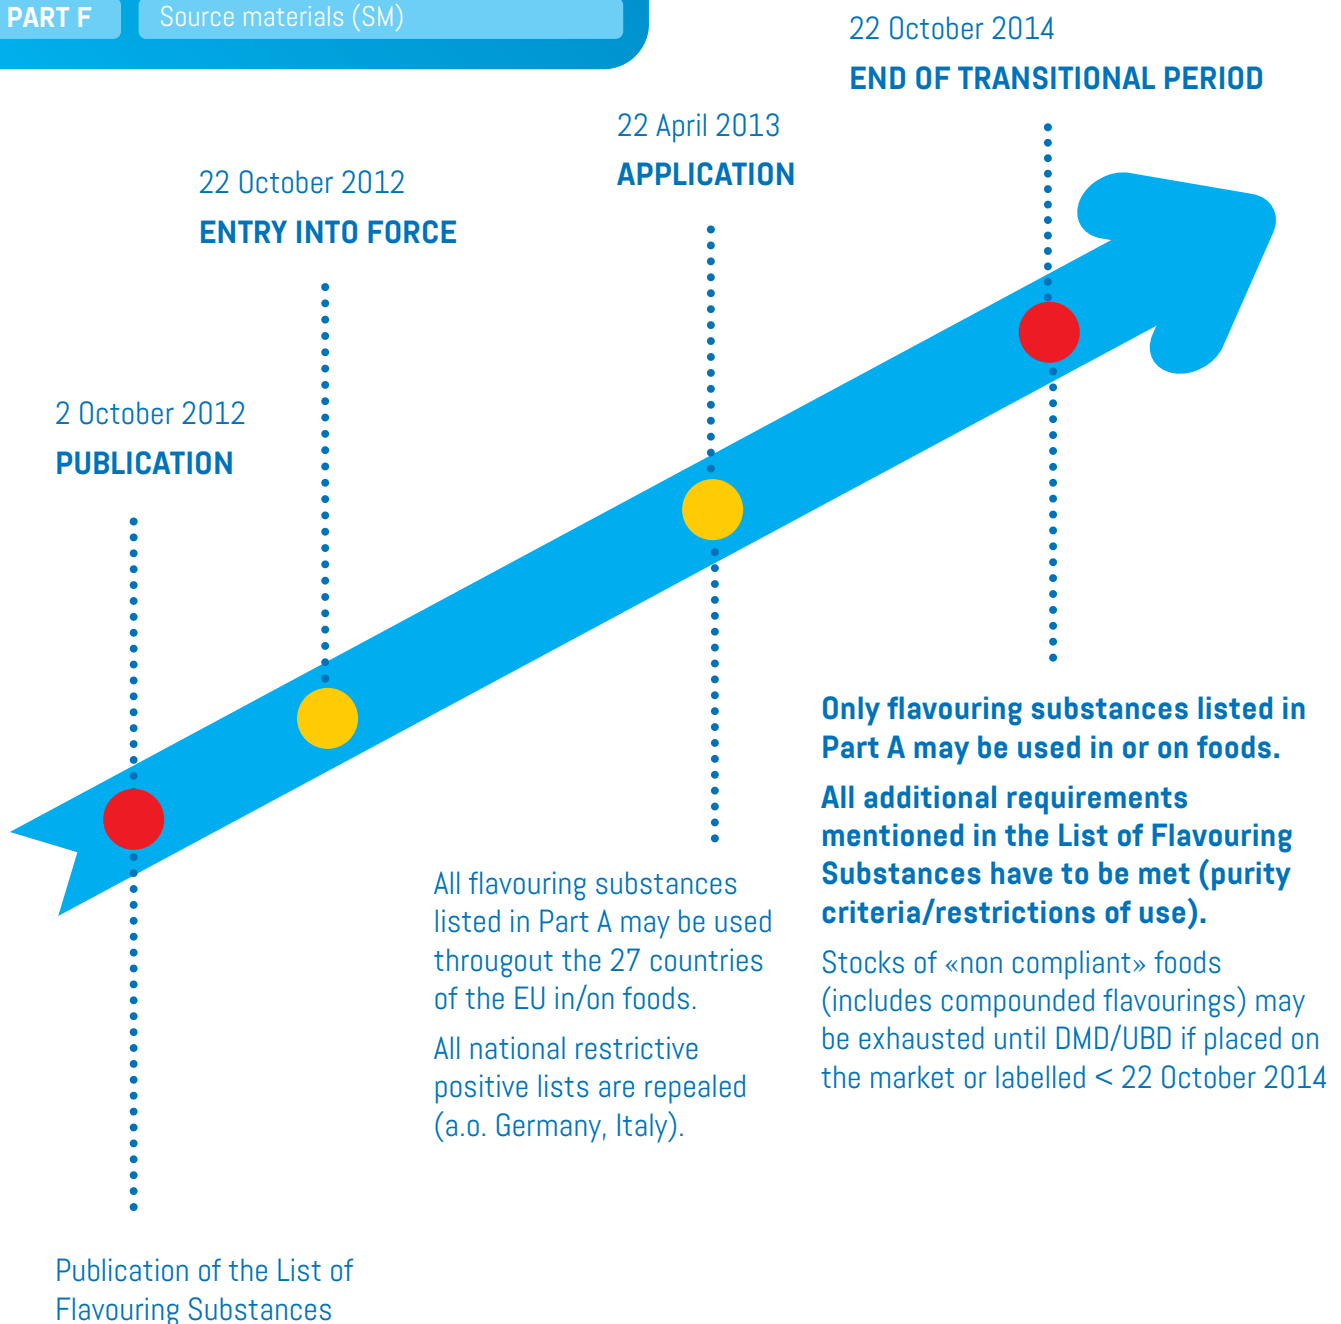 PART F
Source materials (SM)
22 October 2014
END OF TRANSITIONAL PERIOD
22 April 2013
APPLICATION
22 October 2012
ENTRY INTO FORCE
2 October 2012
PUBLICATION
Only flavouring substances listed in
Part A may be used in or on foods.
All additional requirements
mentioned in the List of Flavouring
Substances have to be met (purity
criteria/restrictions of use).
Stocks of «non compliant» foods
(includes compounded flavourings) may
be exhausted until DMD/UBD if placed on
the market or labelled < 22 October 2014
All flavouring substances
listed in Part A may be used
througout the 27 countries
of the EU in/on foods.
All national restrictive
positive lists are repealed
(a.o. Germany, Italy).
Publication of the List of
Flavouring Substances